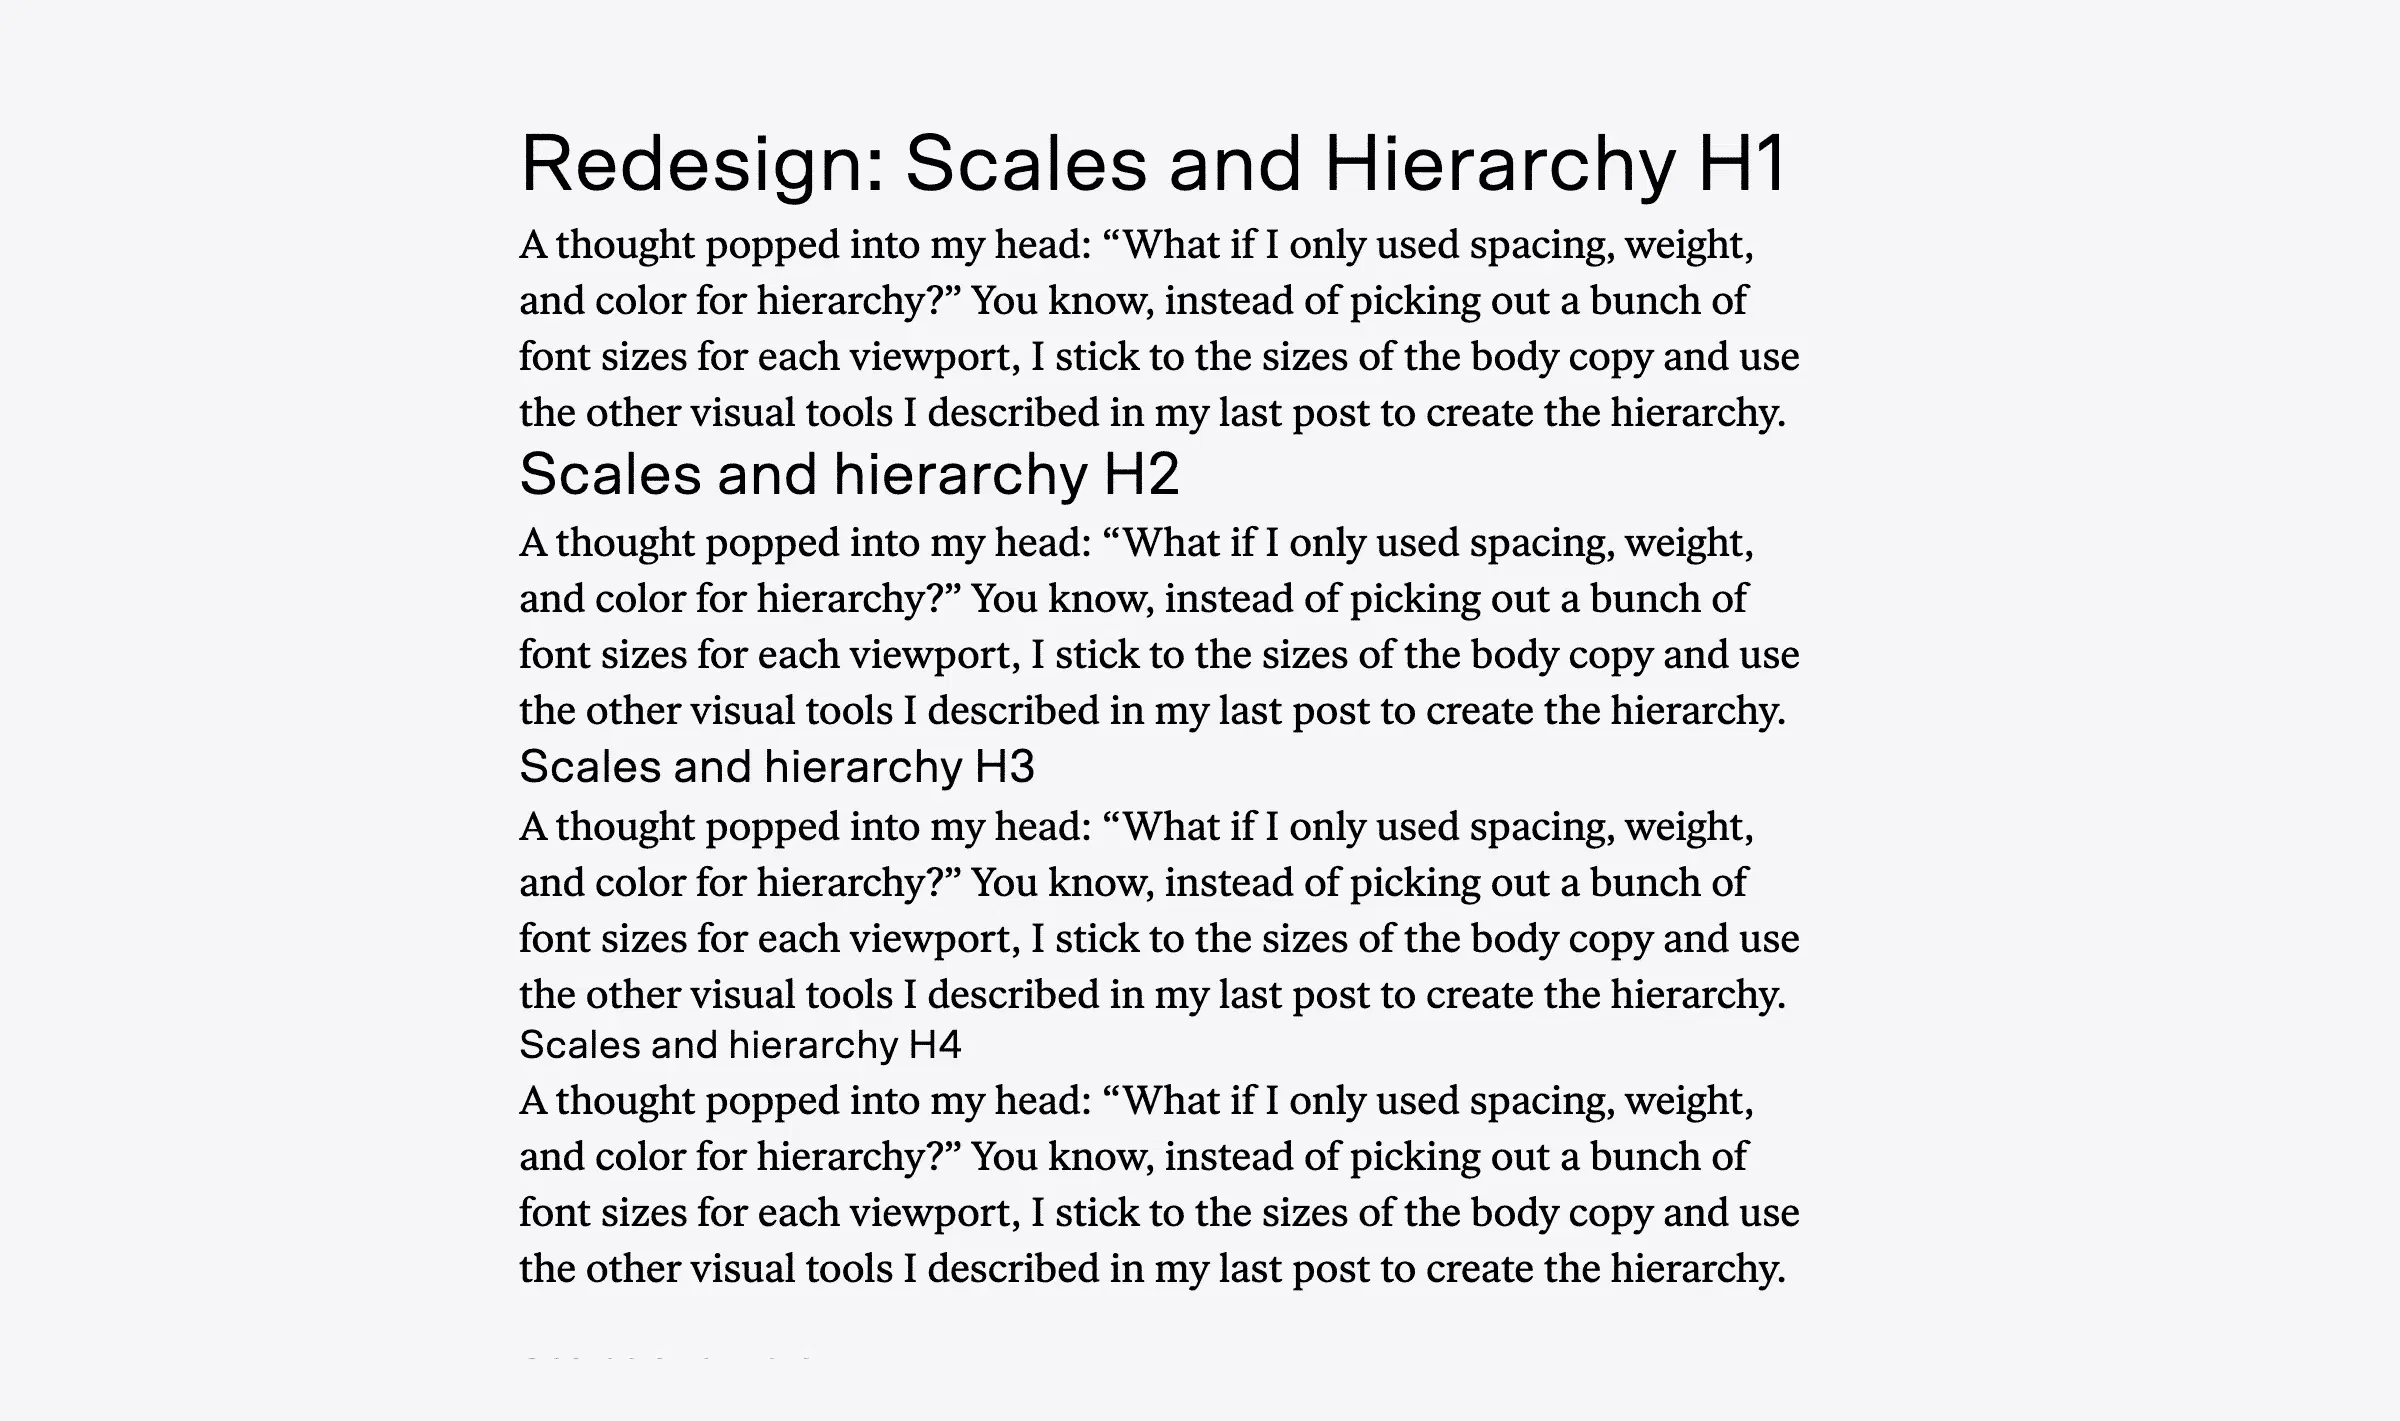 Redesign: Scales and Hierarchy H1
A thought popped into my head: “What if I only used spacing, weight,
and color for hierarchy?” You know, instead of picking out a bunch of
font sizes for each viewport, I stick to the sizes of the body copy and use
the other visual tools I described in my last post to create the hierarchy.
Scales and hierarchy H2
A thought popped into my head: “What if I only used spacing, weight,
and color for hierarchy?” You know, instead of picking out a bunch of
font sizes for each viewport, I stick to the sizes of the body copy and use
the other visual tools I described in my last post to create the hierarchy.
Scales and hierarchy H3
A thought popped into my head: “What if I only used spacing, weight,
and color for hierarchy?” You know, instead of picking out a bunch of
font sizes for each viewport, I stick to the sizes of the body copy and use
the other visual tools I described in my last post to create the hierarchy.
Scales and hierarchy H4
A thought popped into my head: “What if I only used spacing, weight,
and color for hierarchy?” You know, instead of picking out a bunch of
font sizes for each viewport, I stick to the sizes of the body copy and use
the other visual tools I described in my last post to create the hierarchy.